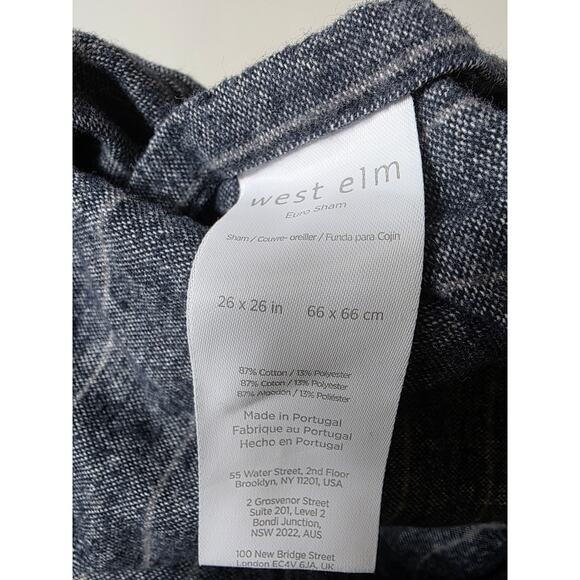 west elm
Euro Sham
Sham / Couvre- oreiller / Funda para Cojín
26 x 26 in 66 x 66 cm
87% Cotton / 13% Polyester
87% Coton / 13% Polyester
87% Algodon / 13% Poliéster
Made in Portugal
Fabrique au Portugal
Hecho en Portugal
55 Water Street, 2nd Floor
Brooklyn, NY 11201, USA
2 Grosvenor Street
Suite 201, Level 2
Bondi Junction,
NSW 2022, AUS
100 New Bridge Street
London EC4V 6JA, UK